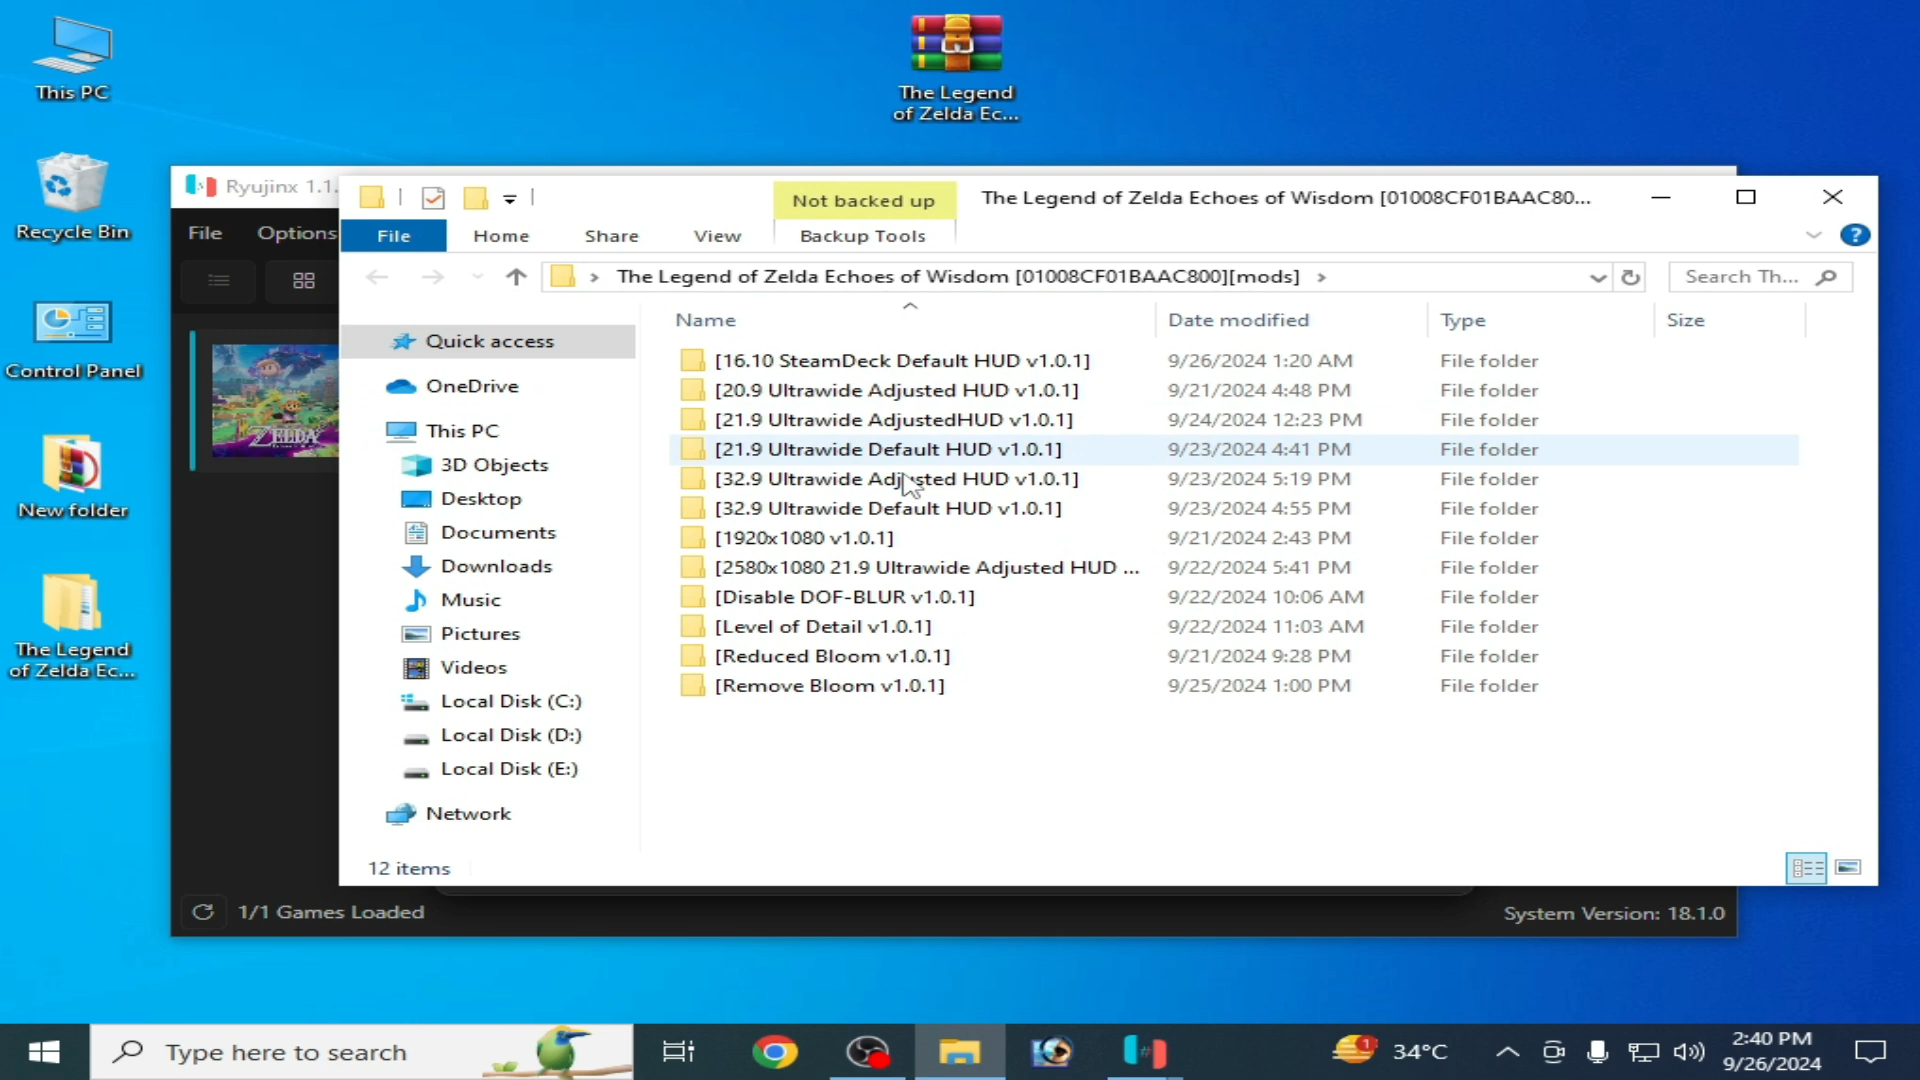 This PC
The Legend
of Zelda Ec...
Recycle Bin
Control Panel
New folder
The Legend
of Zelda Ec...
Ryujinx 1.1.
File
Options
ZELDA
1/1 Games Loaded
System Version: 18.1.0
Not backed up
The Legend of Zelda Echoes of Wisdom [01008CF01BAAC80...
File
Home
Share
View
Backup Tools
The Legend of Zelda Echoes of Wisdom [01008CF01BAAC800][mods]
Search Th...
Quick access
OneDrive
This PC
3D Objects
Desktop
Documents
Downloads
Music
Pictures
Videos
Local Disk (C:)
Local Disk (D:)
Local Disk (E:)
Network
Name Date modified Type Size
[16.10 SteamDeck Default HUD v1.0.1] 9/26/2024 1:20 AM File folder
[20.9 Ultrawide Adjusted HUD v1.0.1] 9/21/2024 4:48 PM File folder
[21.9 Ultrawide AdjustedHUD v1.0.1] 9/24/2024 12:23 PM File folder
[21.9 Ultrawide Default HUD v1.0.1] 9/23/2024 4:41 PM File folder
[32.9 Ultrawide Adjusted HUD v1.0.1] 9/23/2024 5:19 PM File folder
[32.9 Ultrawide Default HUD v1.0.1] 9/23/2024 4:55 PM File folder
[1920x1080 v1.0.1] 9/21/2024 2:43 PM File folder
[2580x1080 21.9 Ultrawide Adjusted HUD ... 9/22/2024 5:41 PM File folder
[Disable DOF-BLUR v1.0.1] 9/22/2024 10:06 AM File folder
[Level of Detail v1.0.1] 9/22/2024 11:03 AM File folder
[Reduced Bloom v1.0.1] 9/21/2024 9:28 PM File folder
[Remove Bloom v1.0.1] 9/25/2024 1:00 PM File folder
12 items
Type here to search
1
34°C
2:40 PM
9/26/2024